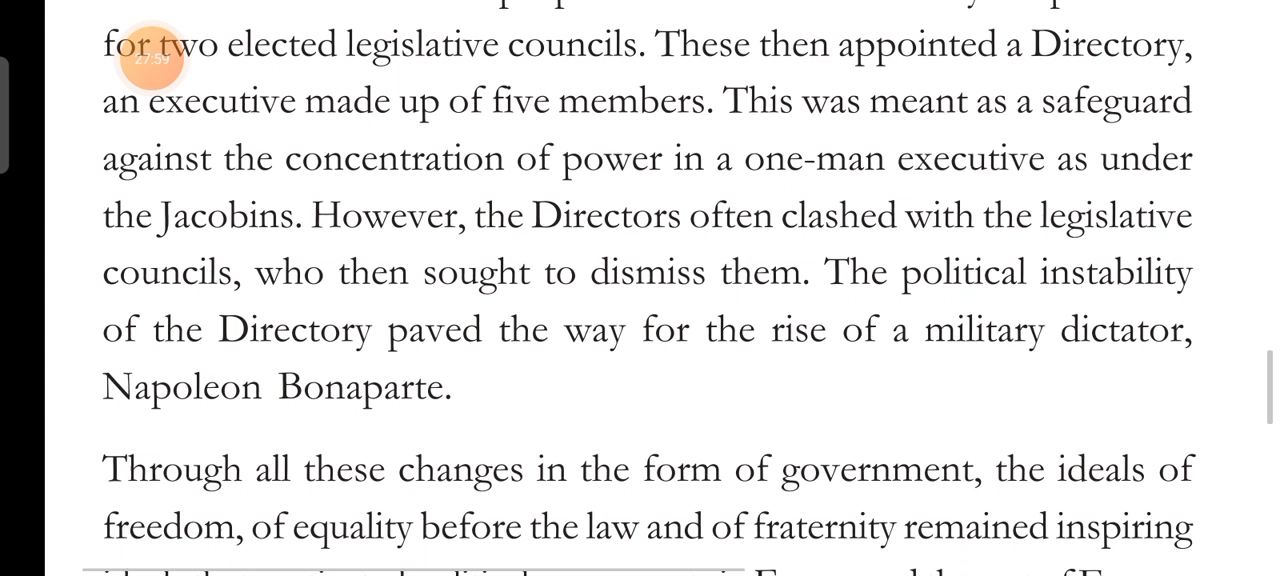 for two elected legislative councils. These then appointed a Directory,
27:59
an executive made up of five members. This was meant as a safeguard
against the concentration of power in a one-man executive as under
the Jacobins. However, the Directors often clashed with the legislative
councils, who then sought to dismiss them. The political instability
of the Directory paved the way for the rise of a military dictator,
Napoleon Bonaparte.
Through all these changes in the form of government, the ideals of
freedom, of equality before the law and of fraternity remained inspiring